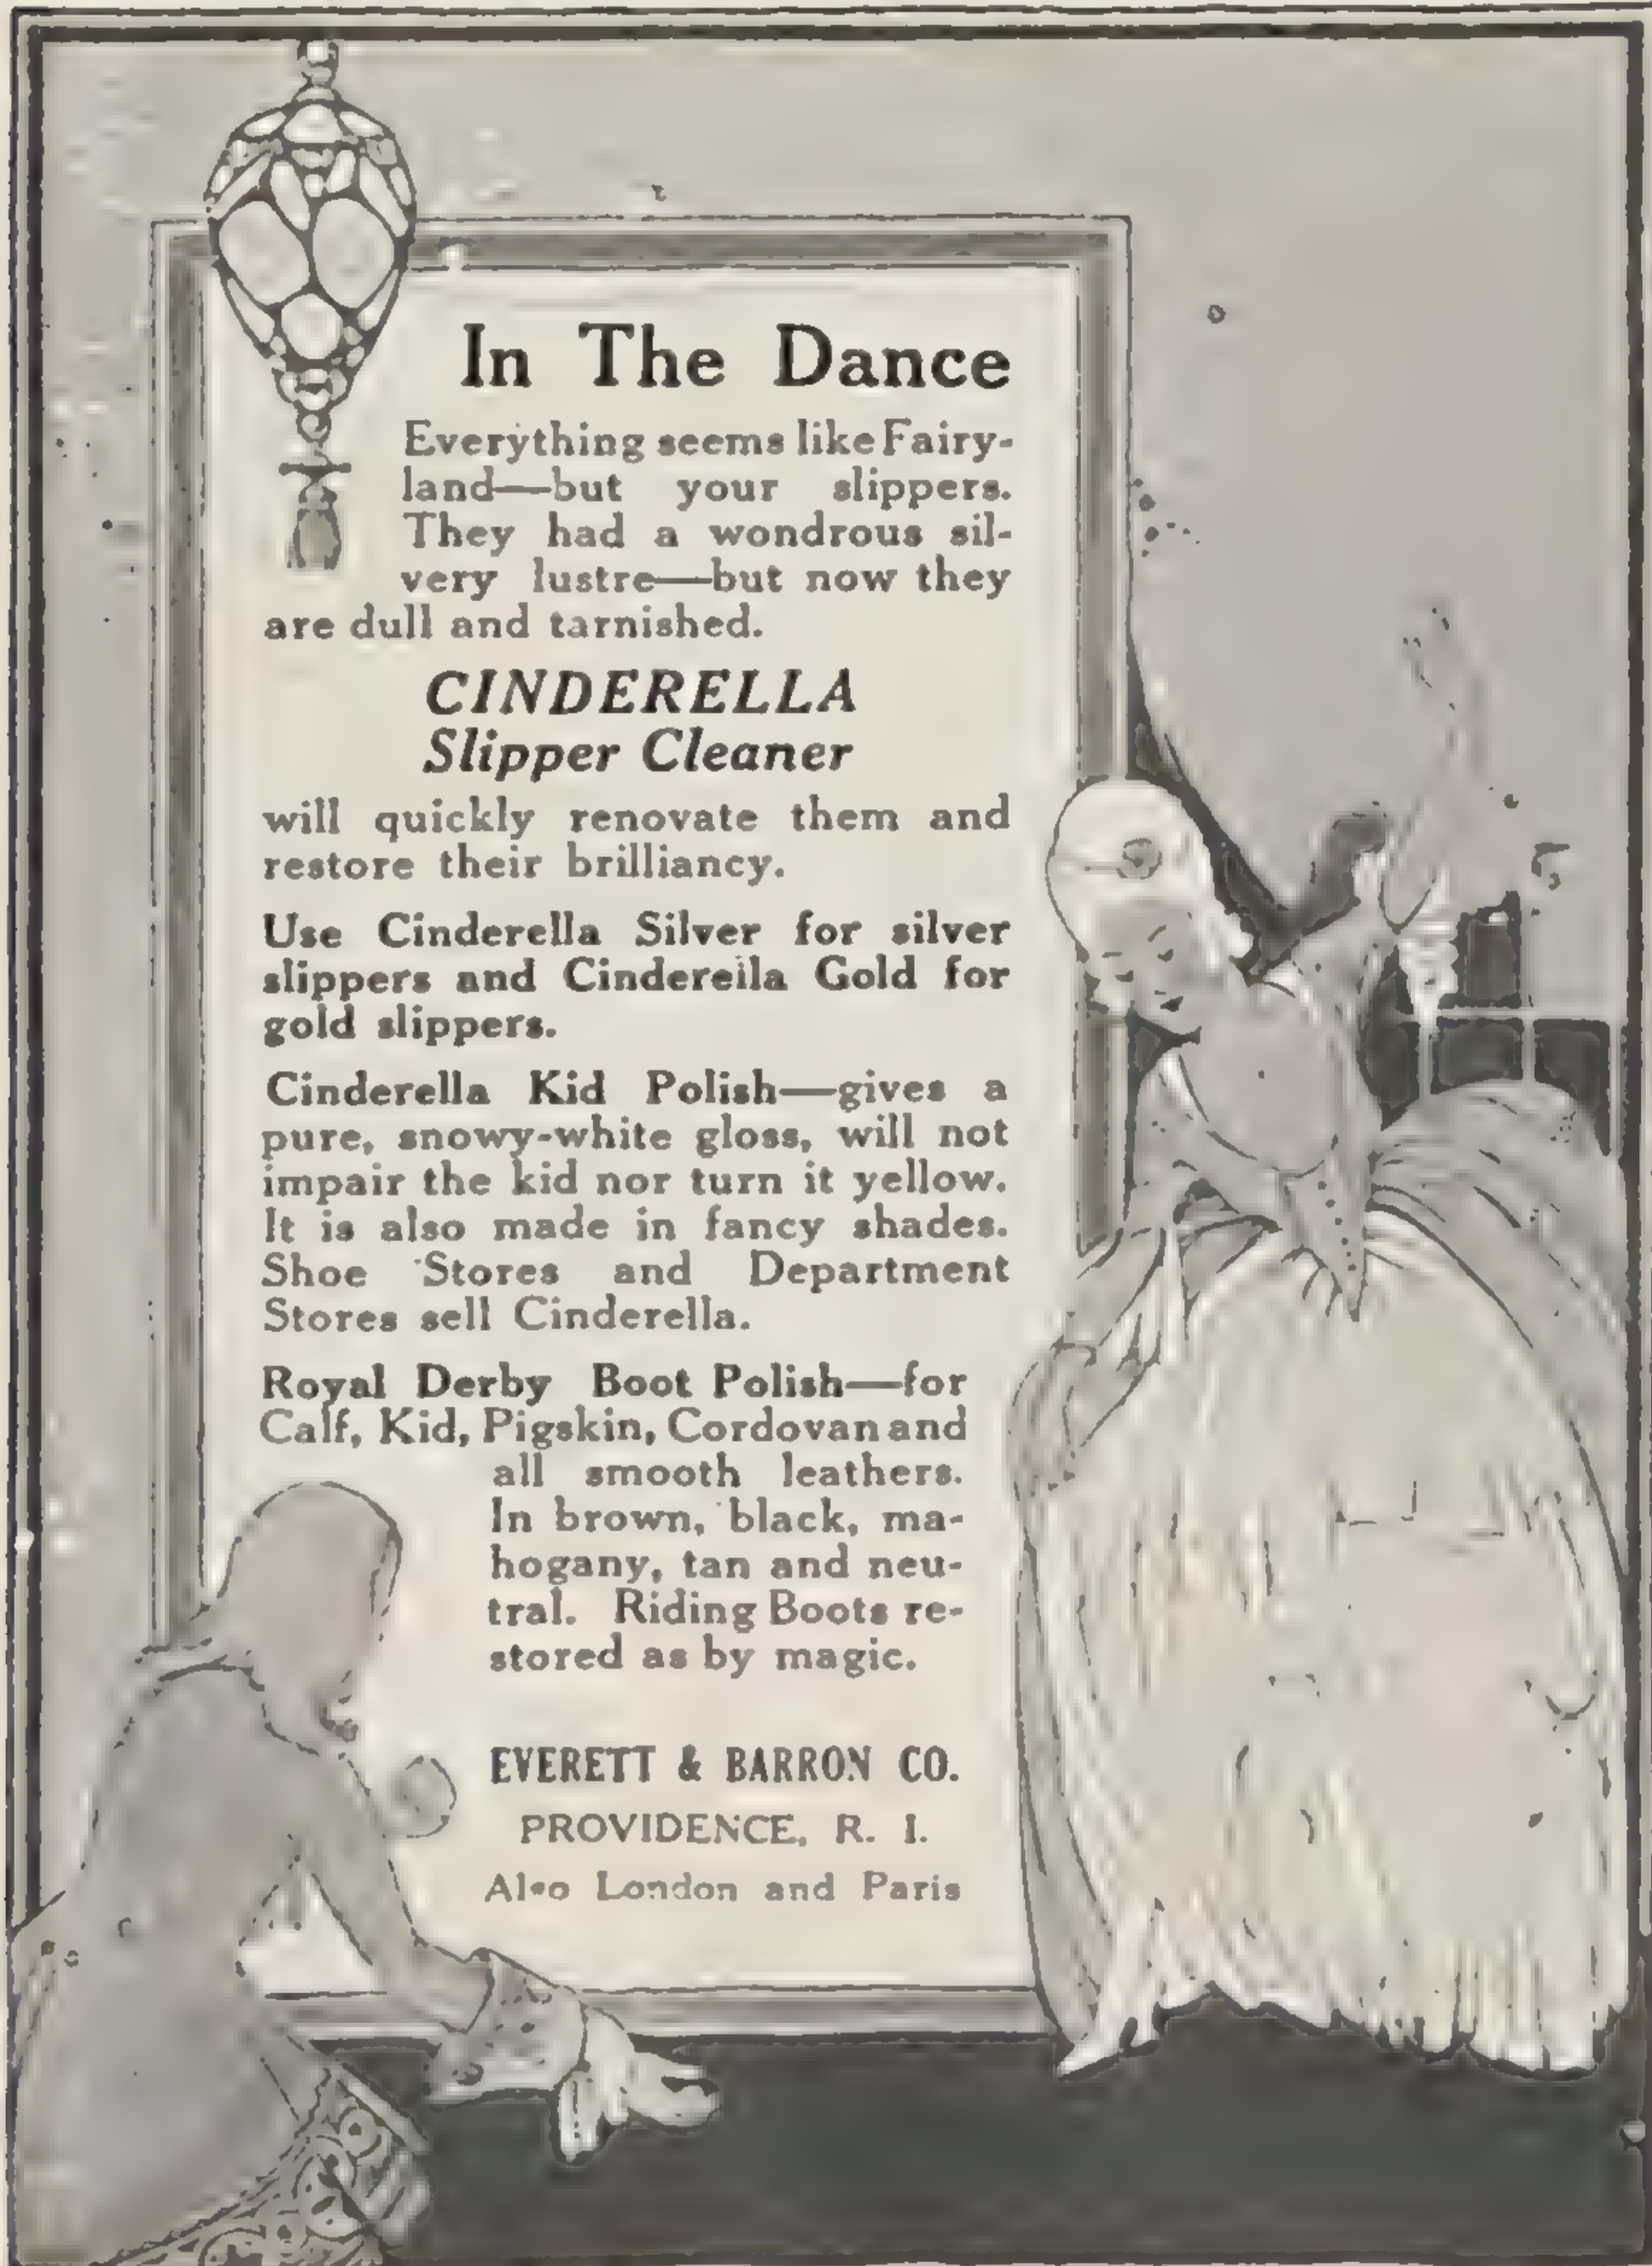 In The Dance
Everything seems like Fairy-
land—but your slippers.
They had a wondrous sil-
very lustre—but now they
are dull and tarnished.
CINDERELLA
Slipper Cleaner
will quickly renovate them and
restore their brilliancy.
Use Cinderella Silver for silver
slippers and Cinderella Gold for
gold slippers.
Cinderella Kid Polish—gives a
pure, snowy-white gloss, will not
impair the kid nor turn it yellow.
It is also made in fancy shades.
Shoe Stores and Department
Stores sell Cinderella.
Royal Derby Boot Polish—for
Calf, Kid, Pigskin, Cordovan and
all smooth leathers.
In brown, black, ma-
hogany, tan and neu-
tral. Riding Boots re-
stored as by magic.
EVERETT & BARRON CO.
PROVIDENCE, R. I.
Also London and Paris